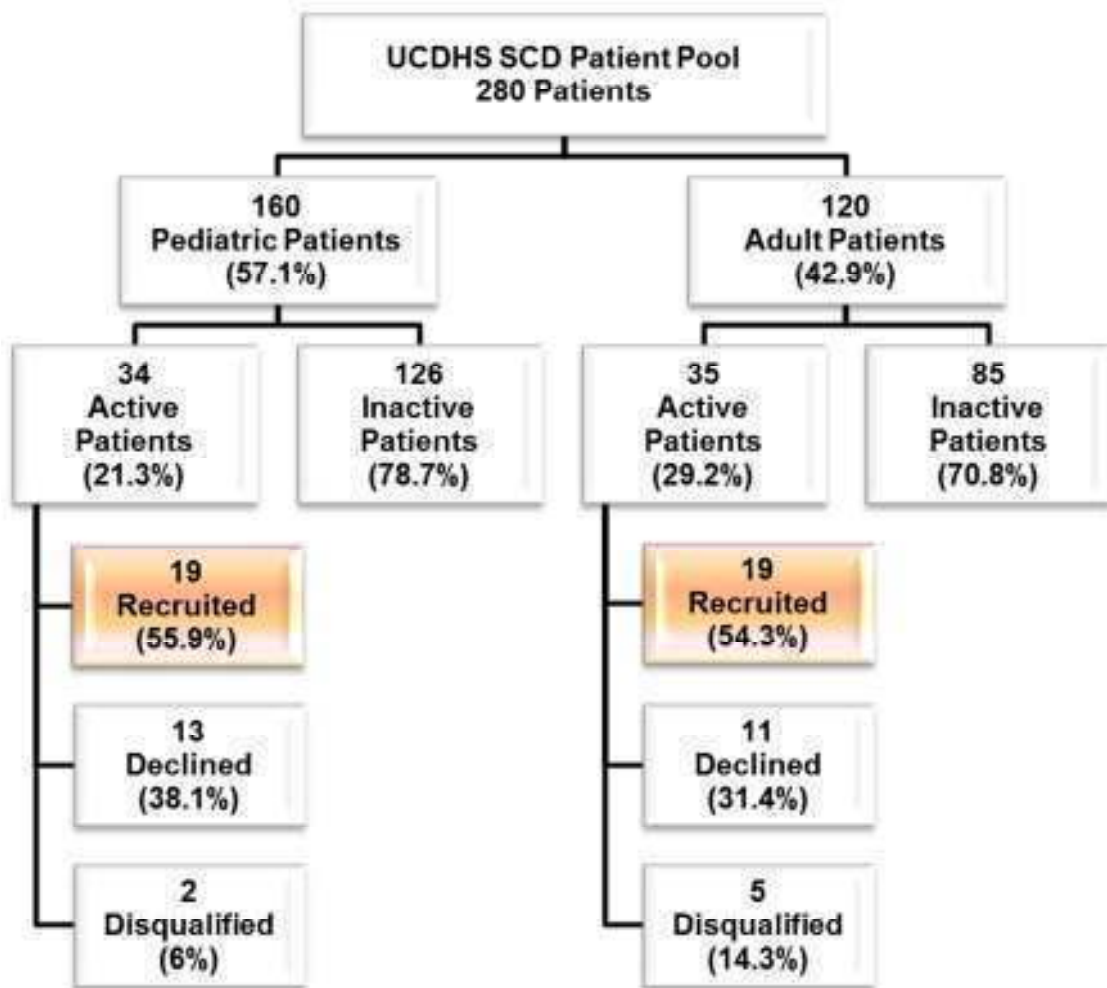 UCDHS SCD Patient Pool
280 Patients
160
Pediatric Patients
(57.1%)
120
Adult Patients
(42.9%)
34
Active
Patients
(21.3%)
126
Inactive
Patients
(78.7%)
35
Active
Patients
(29.2%)
85
Inactive
Patients
(70.8%)
19
Recruited
(55.9%)
19
Recruited
(54.3%)
13
Declined
(38.1%)
11
Declined
(31.4%)
2
Disqualified
(6%)
5
Disqualified
(14.3%)